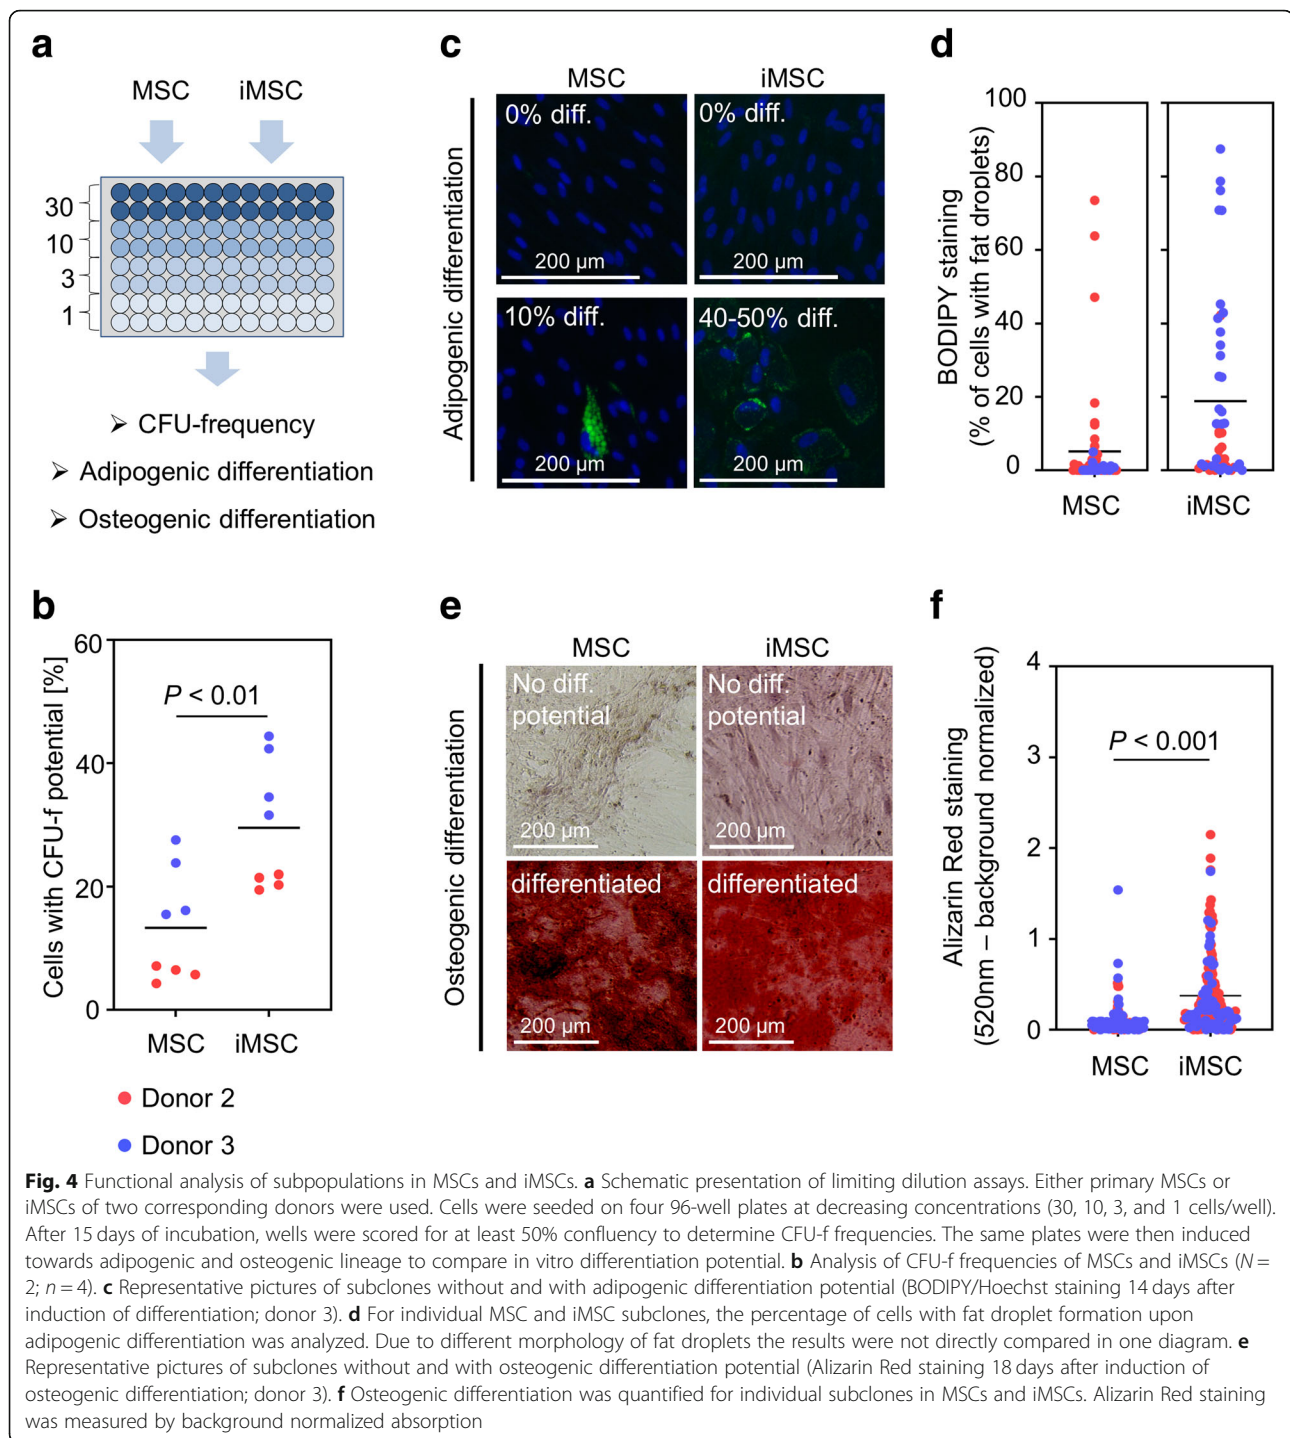 a
MSC iMSC
30
10
3
1
➢ CFU-frequency
➢ Adipogenic differentiation
➢ Osteogenic differentiation
b
Cells with CFU-f potential [%]
60
40
20
0
P < 0.01
MSC iMSC
Donor 2
Donor 3
c
MSC iMSC
Adipogenic differentiation
0% diff. 0% diff.
200 µm 200 µm
10% diff. 40-50% diff.
200 µm 200 µm
d
BODIPY staining
(% of cells with fat droplets)
100
80
60
40
20
0
MSC iMSC
e
MSC iMSC
Osteogenic differentiation
No diff. No diff.
potential potential
200 µm 200 µm
differentiated differentiated
200 µm 200 µm
f
Alizarin Red staining
(520nm – background normalized)
4
3
2
1
0
P < 0.001
MSC iMSC
Fig. 4 Functional analysis of subpopulations in MSCs and iMSCs. a Schematic presentation of limiting dilution assays. Either primary MSCs or
iMSCs of two corresponding donors were used. Cells were seeded on four 96-well plates at decreasing concentrations (30, 10, 3, and 1 cells/well).
After 15 days of incubation, wells were scored for at least 50% confluency to determine CFU-f frequencies. The same plates were then induced
towards adipogenic and osteogenic lineage to compare in vitro differentiation potential. b Analysis of CFU-f frequencies of MSCs and iMSCs (N =
2; n = 4). c Representative pictures of subclones without and with adipogenic differentiation potential (BODIPY/Hoechst staining 14 days after
induction of differentiation; donor 3). d For individual MSC and iMSC subclones, the percentage of cells with fat droplet formation upon
adipogenic differentiation was analyzed. Due to different morphology of fat droplets the results were not directly compared in one diagram. e
Representative pictures of subclones without and with osteogenic differentiation potential (Alizarin Red staining 18 days after induction of
osteogenic differentiation; donor 3). f Osteogenic differentiation was quantified for individual subclones in MSCs and iMSCs. Alizarin Red staining
was measured by background normalized absorption